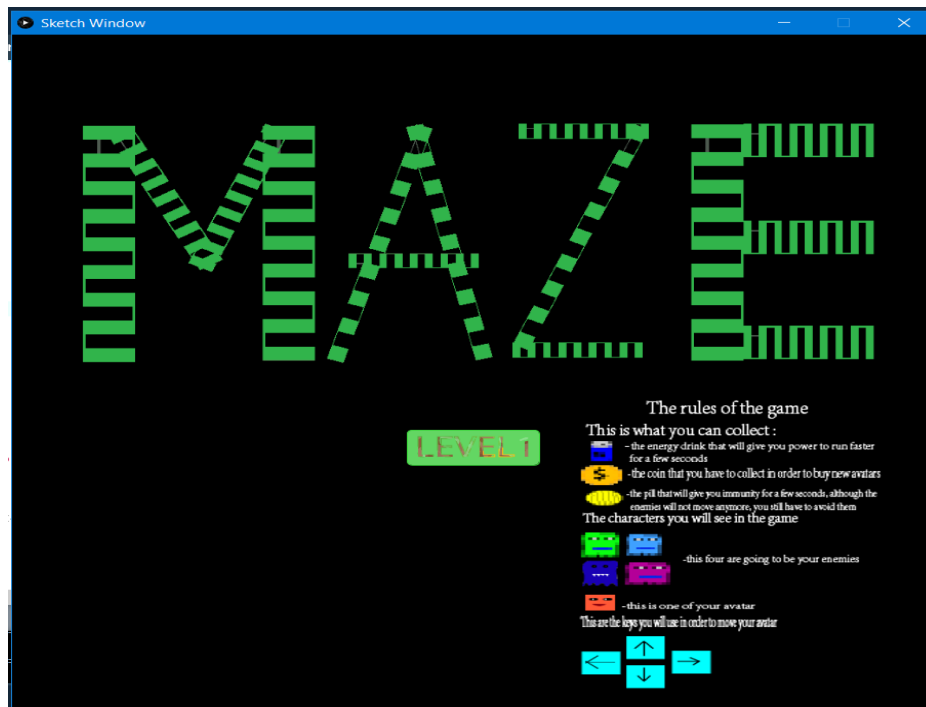 Sketch Window
MAZE
LEVEL 1
The rules of the game
This is what you can collect :
- the energy drink that will give you power to run faster
for a few seconds
$
-the coin that you have to collect in order to buy new avatars
-the pill that will give you immunity for a few seconds, although the
enemies will not move anymore, you still have to avoid them
The characters you will see in the game
-this four are going to be your enemies
-this is one of your avatar
This are the keys you will use in order to move your avatar